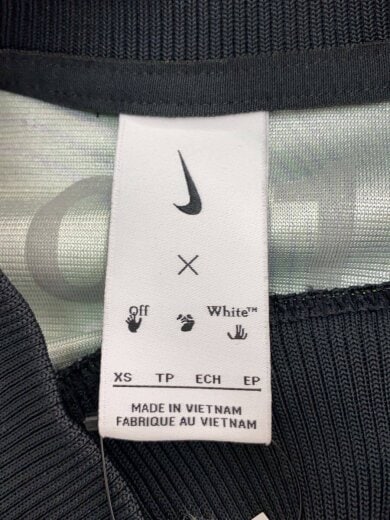 ×
Off White™
XS TP ECH EP
MADE IN VIETNAM
FABRIQUE AU VIETNAM